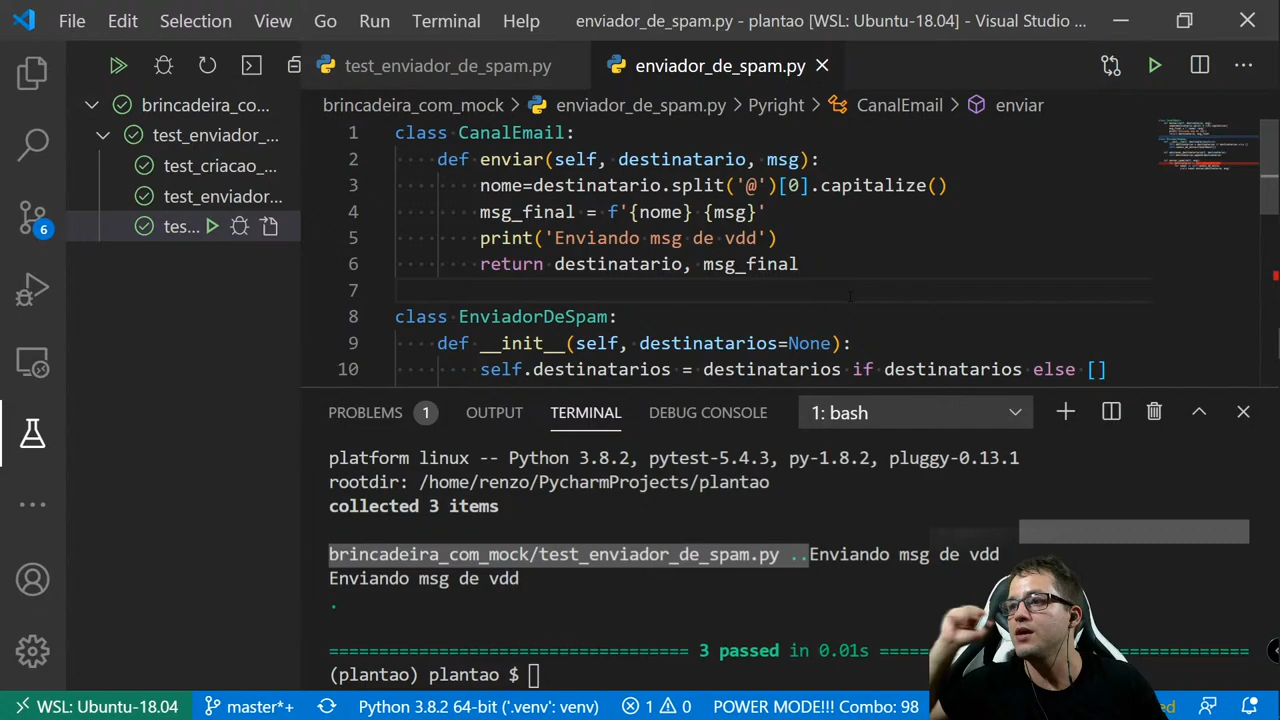 File Edit Selection View Go Run Terminal Help enviador_de_spam.py - plantao [WSL: Ubuntu-18.04] - Visual Studio ...
test_enviador_de_spam.py enviador_de_spam.py
brincadeira_co...
test_enviador_...
test_criacao_...
test_enviador...
tes...
6
brincadeira_com_mock enviador_de_spam.py Pyright CanalEmail enviar
1 class CanalEmail:
2 def enviar(self, destinatario, msg):
3 nome=destinatario.split('@')[0].capitalize()
4 msg_final = f'{nome} {msg}'
5 print('Enviando msg de vdd')
6 return destinatario, msg_final
7
8 class EnviadorDeSpam:
9 def __init__(self, destinatarios=None):
10 self.destinatarios = destinatarios if destinatarios else []
PROBLEMS 1 OUTPUT TERMINAL DEBUG CONSOLE 1: bash
platform linux -- Python 3.8.2, pytest-5.4.3, py-1.8.2, pluggy-0.13.1
rootdir: /home/renzo/PycharmProjects/plantao
collected 3 items
brincadeira_com_mock/test_enviador_de_spam.py ..Enviando msg de vdd
Enviando msg de vdd
.
================================== 3 passed in 0.01s
(plantao) plantao $
WSL: Ubuntu-18.04 master*+ Python 3.8.2 64-bit ('.venv': venv) 1 0 POWER MODE!!! Combo: 98